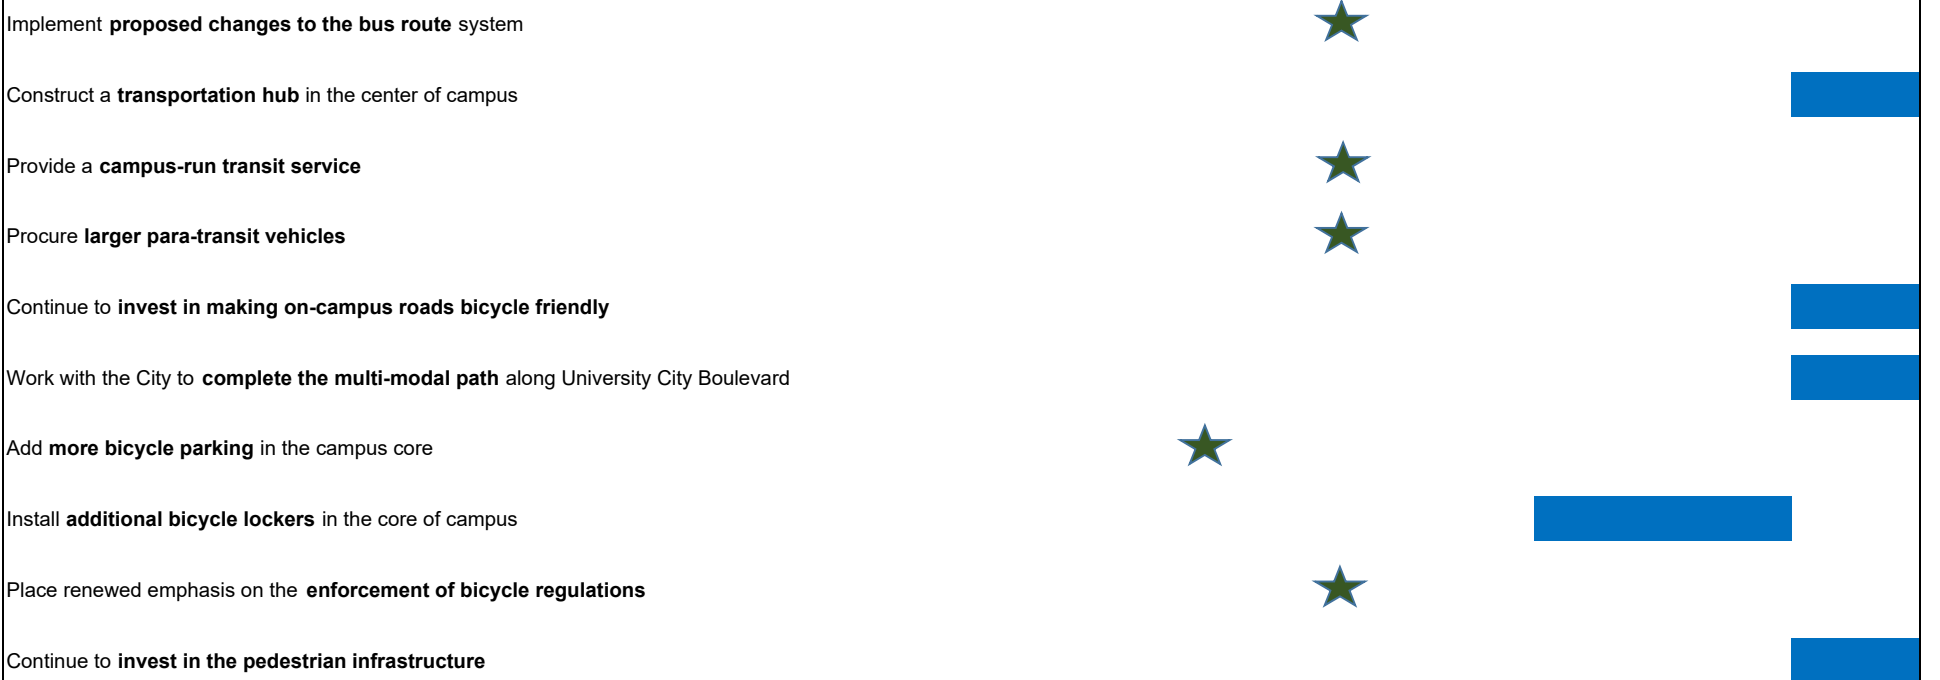 Implement proposed changes to the bus route system
Construct a transportation hub in the center of campus
Provide a campus-run transit service
Procure larger para-transit vehicles
Continue to invest in making on-campus roads bicycle friendly
Work with the City to complete the multi-modal path along University City Boulevard
Add more bicycle parking in the campus core
Install additional bicycle lockers in the core of campus
Place renewed emphasis on the enforcement of bicycle regulations
Continue to invest in the pedestrian infrastructure